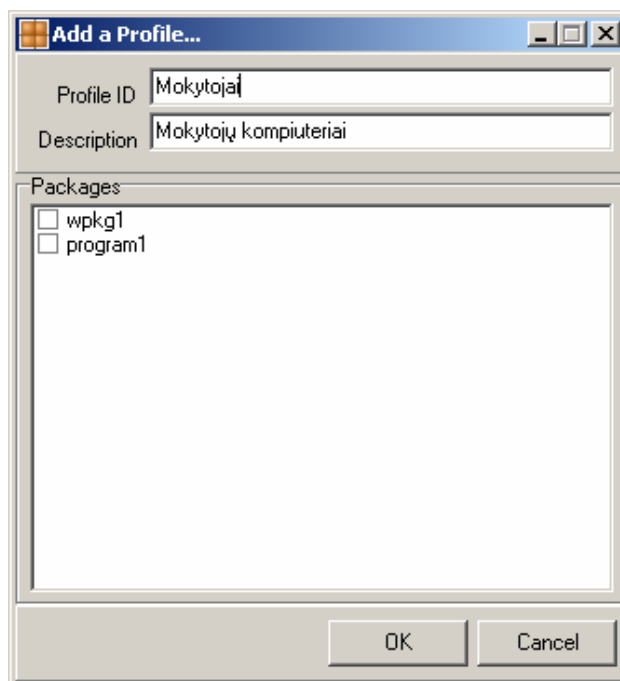 Add a Profile...
Profile ID Mokytojai
Description Mokytojų kompiuteriai
Packages
wpkg1
program1
OK Cancel